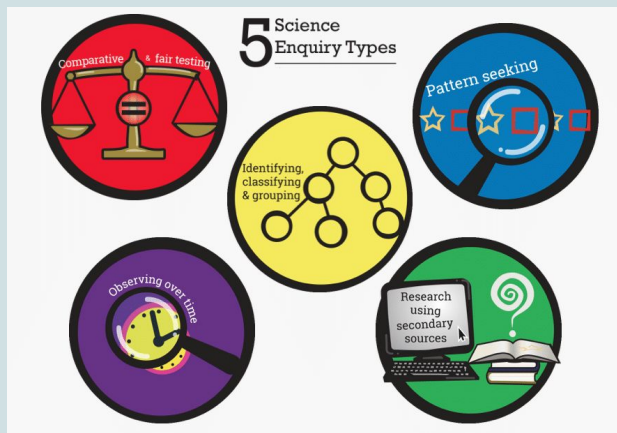 5 Science
Enquiry Types
Comparative & fair testing
Pattern seeking
Identifying,
classifying
& grouping
Observing over time
Research
using
secondary
sources